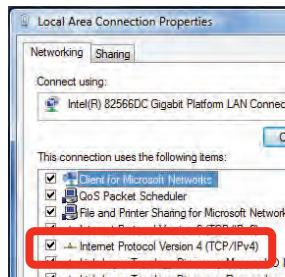 Local Area Connection Properties
Networking Sharing
Connect using:
Intel(R) 82566DC Gigabit Platform LAN Connec
C
This connection uses the following items:
Client for Microsoft Networks
QoS Packet Scheduler
File and Printer Sharing for Microsoft Network
Internet Protocol Version 4 (TCP/IPv4)